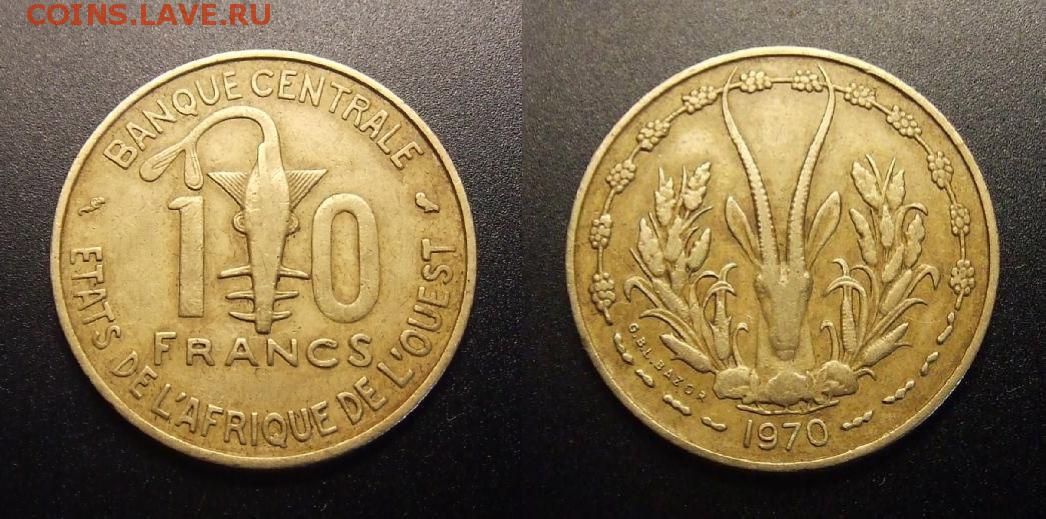 COINS.LAVE.RU
BANQUE CENTRALE
10
FRANCS
ETATS DE L'AFRIQUE DE L'OUEST
G.B.L. BAZOR
1970